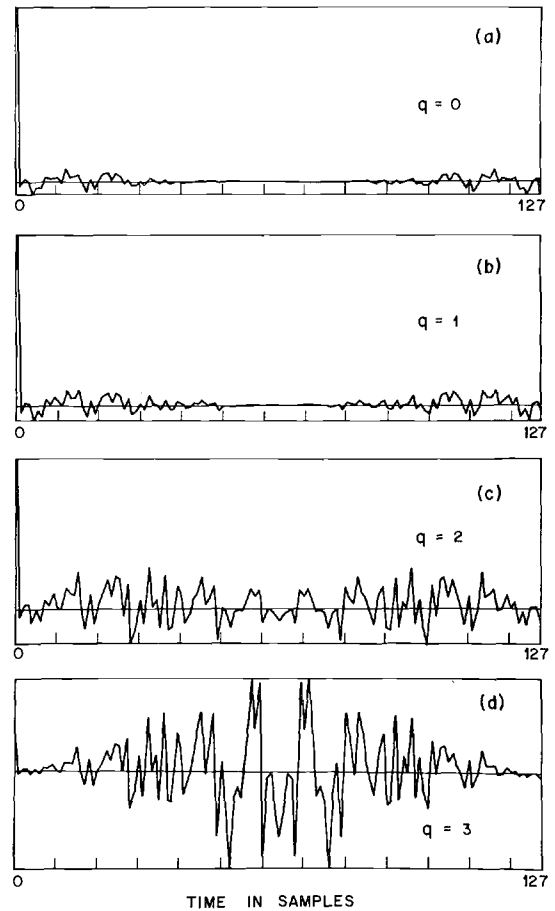 (a)
q = 0
0 127
(b)
q = 1
0 127
(c)
q = 2
0 127
(d)
q = 3
0 127
TIME IN SAMPLES